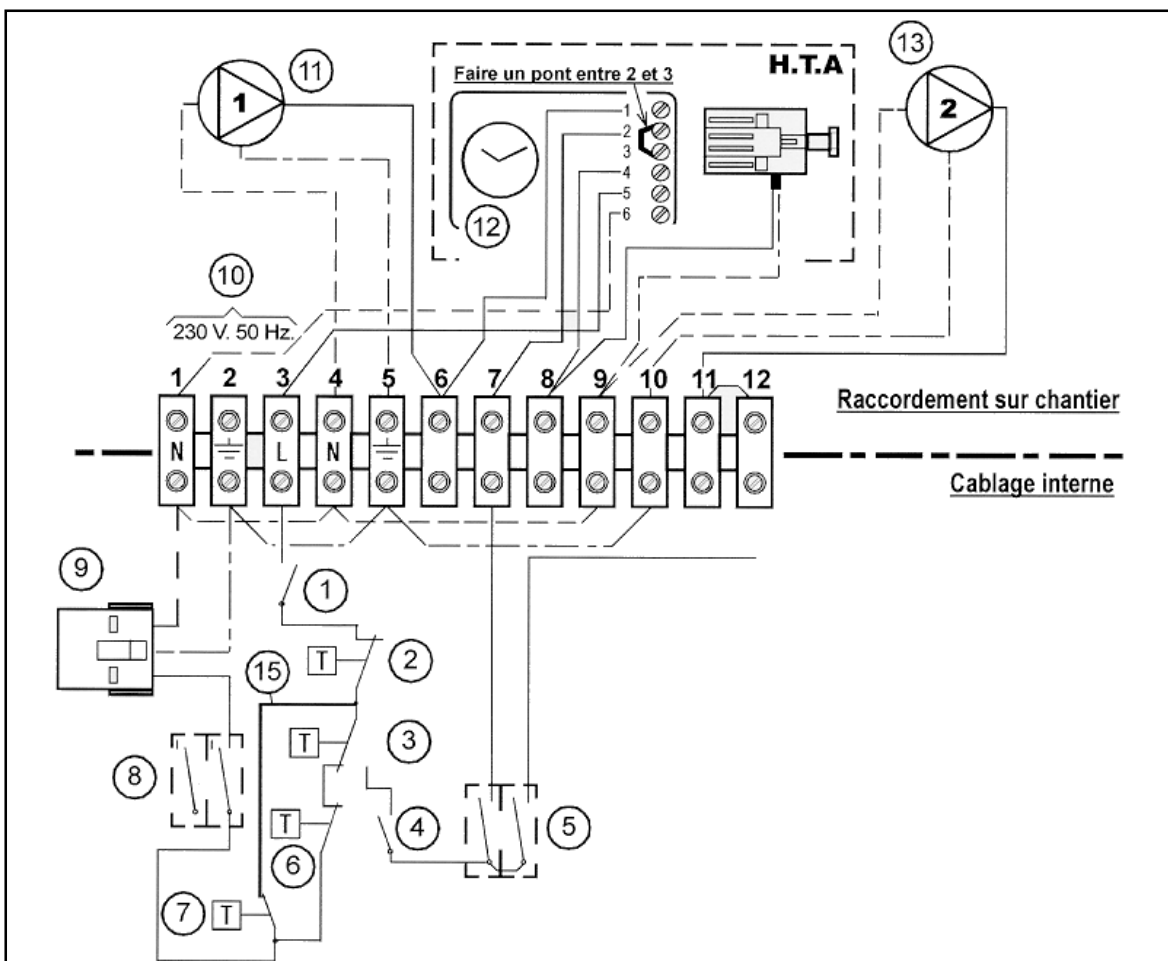 11
13
H.T.A
Faire un pont entre 2 et 3
1
2
1
2
3
4
5
6
12
10
230 V. 50 Hz.
1 2 3 4 5 6 7 8 9 10 11 12
N L N
Raccordement sur chantier
Cablage interne
9
1
T 2
15
T 3
8
T
4
5
6
7 T